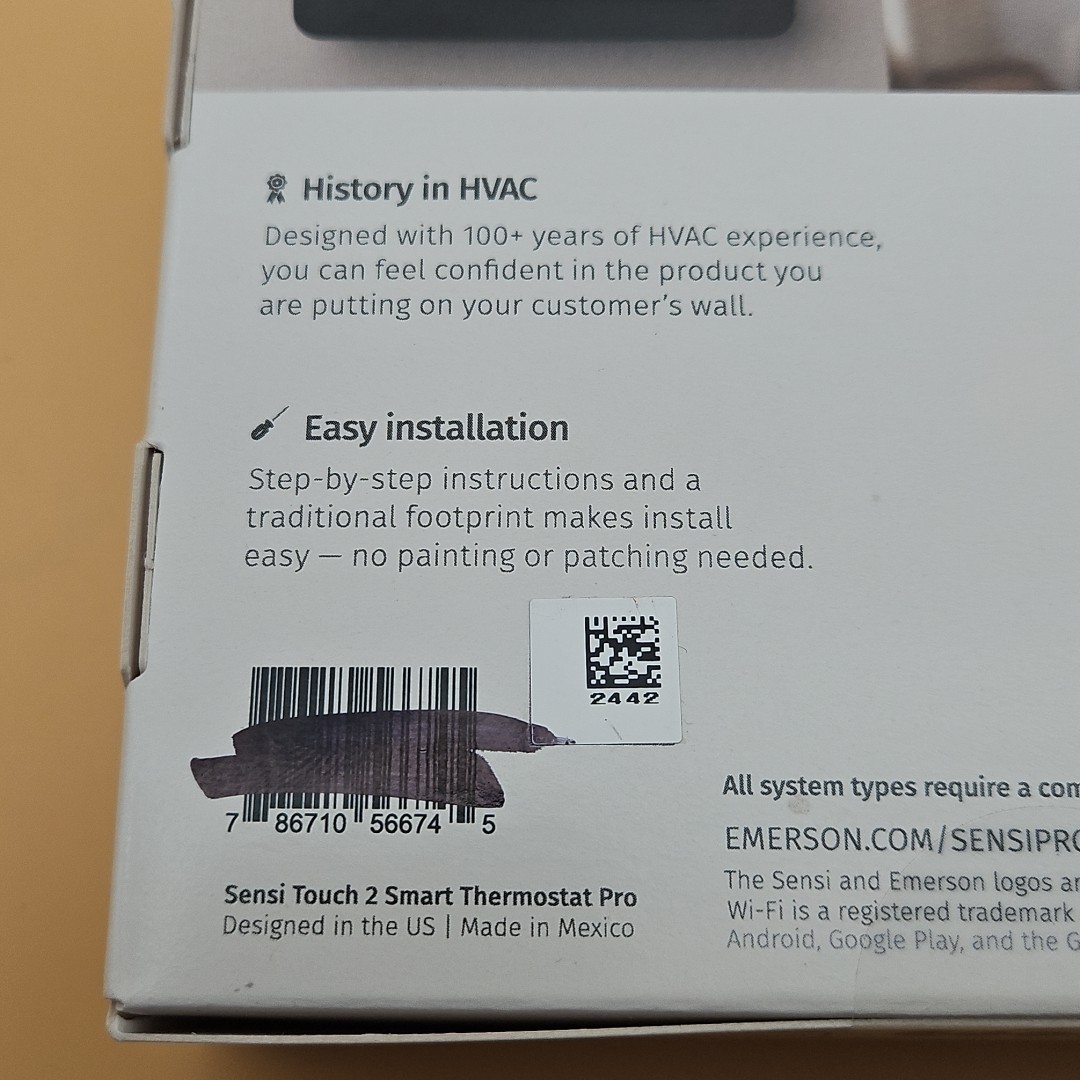 History in HVAC
Designed with 100+ years of HVAC experience,
you can feel confident in the product you
are putting on your customer's wall.
Easy installation
Step-by-step instructions and a
traditional footprint makes install
easy — no painting or patching needed.
2442
7 86710 56674 5
Sensi Touch 2 Smart Thermostat Pro
Designed in the US | Made in Mexico
All system types require a
EMERSON.COM/SENSIPRO
The Sensi and Emerson logos
Wi-Fi is a registered trademark
Android, Google Play, and the